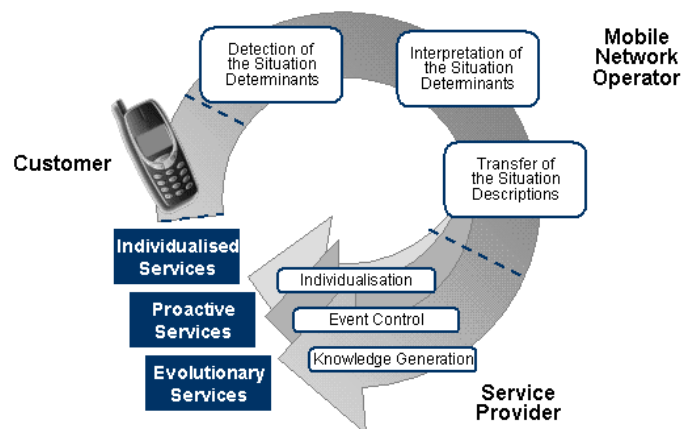 Detection of
the Situation
Determinants
Interpretation of
the Situation
Determinants
Mobile
Network
Operator
Customer
Transfer of
the Situation
Descriptions
Individualised
Services
Individualisation
Proactive
Services
Event Control
Knowledge Generation
Evolutionary
Services
Service
Provider